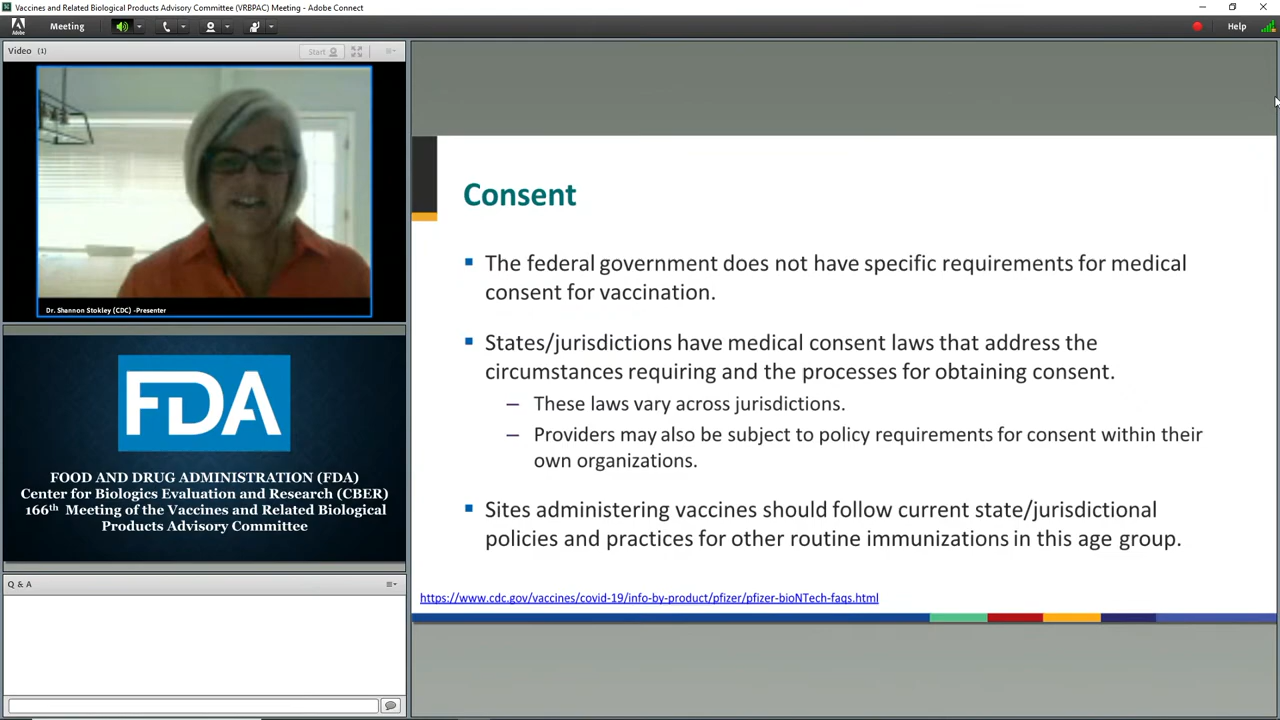 Vaccines and Related Biological Products Advisory Committee (VRBPAC) Meeting - Adobe Connect
Meeting
Help
Video (1)
Start
Dr. Shannon Stokley (CDC) -Presenter
FDA
FOOD AND DRUG ADMINISTRATION (FDA)
Center for Biologics Evaluation and Research (CBER)
166th Meeting of the Vaccines and Related Biological
Products Advisory Committee
Q & A
Consent
The federal government does not have specific requirements for medical
consent for vaccination.
States/jurisdictions have medical consent laws that address the
circumstances requiring and the processes for obtaining consent.
– These laws vary across jurisdictions.
– Providers may also be subject to policy requirements for consent within their
own organizations.
Sites administering vaccines should follow current state/jurisdictional
policies and practices for other routine immunizations in this age group.
https://www.cdc.gov/vaccines/covid-19/info-by-product/pfizer/pfizer-bioNTech-faqs.html